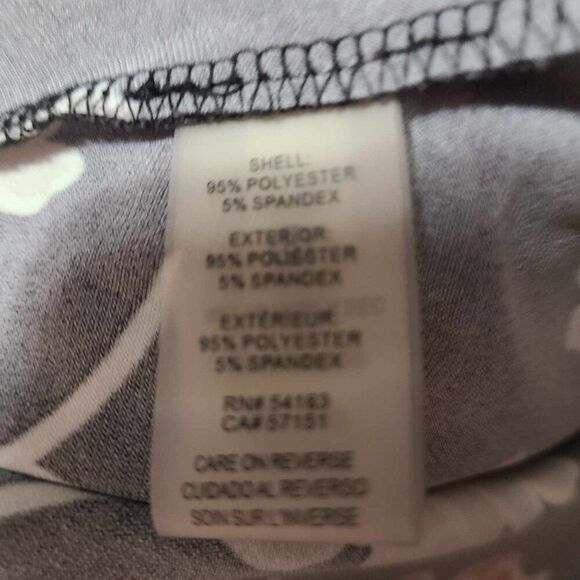 SHELL:
95% POLYESTER
5% SPANDEX
EXTERIOR:
95% POLIÉSTER
5% SPANDEX
EXTÉRIEUR:
95% POLYESTER
5% SPANDEX
RN# 54163
CA# 57151
CARE ON REVERSE
CUIDADO AL REVERSO
SOIN SUR L'INVERSE